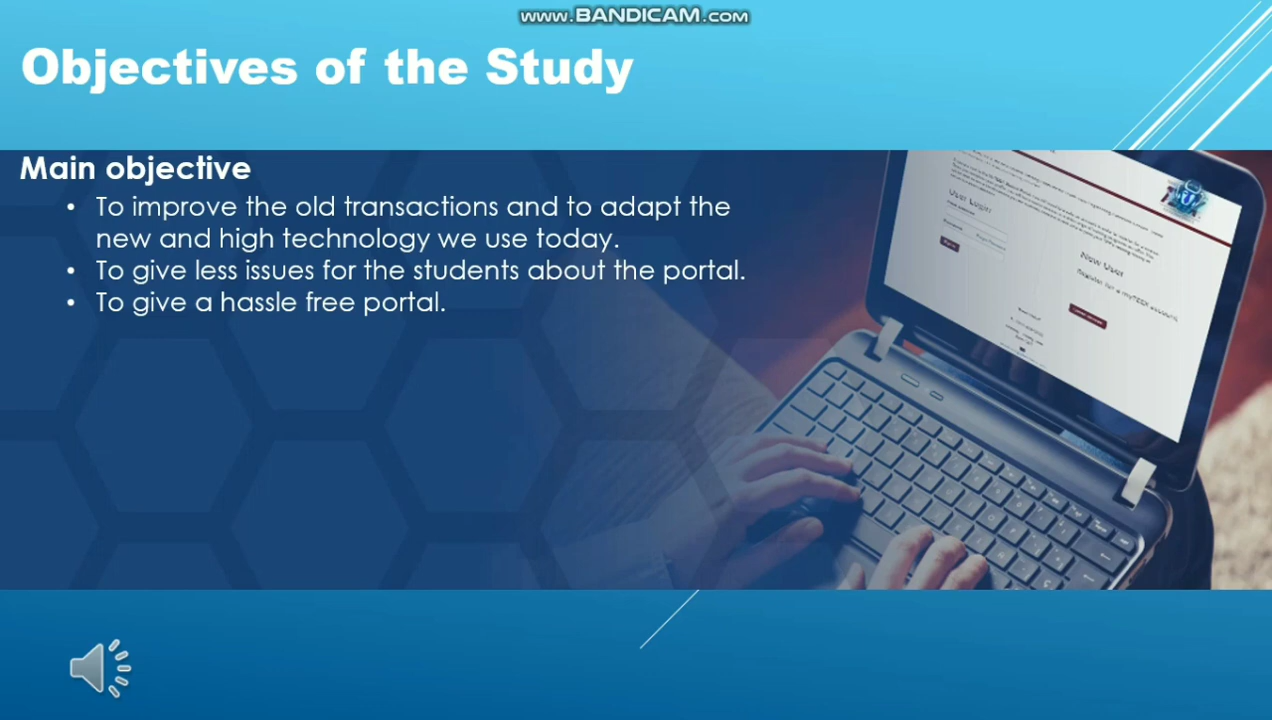 www.BANDICAM.com
Objectives of the Study
Main objective
• To improve the old transactions and to adapt the
new and high technology we use today.
• To give less issues for the students about the portal.
• To give a hassle free portal.
User Login
New User